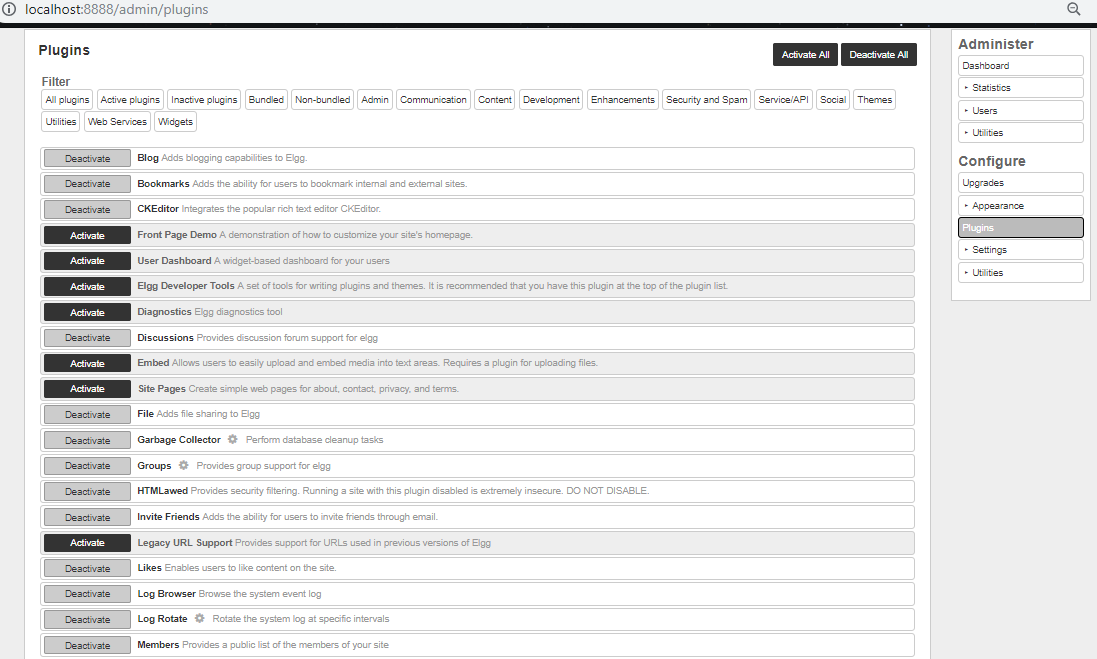 localhost:8888/admin/plugins
Plugins
Activate All Deactivate All
Filter
All plugins Active plugins Inactive plugins Bundled Non-bundled Admin Communication Content Development Enhancements Security and Spam Service/API Social Themes
Utilities Web Services Widgets
Deactivate Blog Adds blogging capabilities to Elgg.
Deactivate Bookmarks Adds the ability for users to bookmark internal and external sites.
Deactivate CKEditor Integrates the popular rich text editor CKEditor.
Activate Front Page Demo A demonstration of how to customize your site's homepage.
Activate User Dashboard A widget-based dashboard for your users
Activate Elgg Developer Tools A set of tools for writing plugins and themes. It is recommended that you have this plugin at the top of the plugin list.
Activate Diagnostics Elgg diagnostics tool
Deactivate Discussions Provides discussion forum support for elgg
Activate Embed Allows users to easily upload and embed media into text areas. Requires a plugin for uploading files.
Activate Site Pages Create simple web pages for about, contact, privacy, and terms.
Deactivate File Adds file sharing to Elgg
Deactivate Garbage Collector Perform database cleanup tasks
Deactivate Groups Provides group support for elgg
Deactivate HTMLawed Provides security filtering. Running a site with this plugin disabled is extremely insecure. DO NOT DISABLE.
Deactivate Invite Friends Adds the ability for users to invite friends through email.
Activate Legacy URL Support Provides support for URLs used in previous versions of Elgg
Deactivate Likes Enables users to like content on the site.
Deactivate Log Browser Browse the system event log
Deactivate Log Rotate Rotate the system log at specific intervals
Deactivate Members Provides a public list of the members of your site
Administer
Dashboard
Statistics
Users
Utilities
Configure
Upgrades
Appearance
Plugins
Settings
Utilities